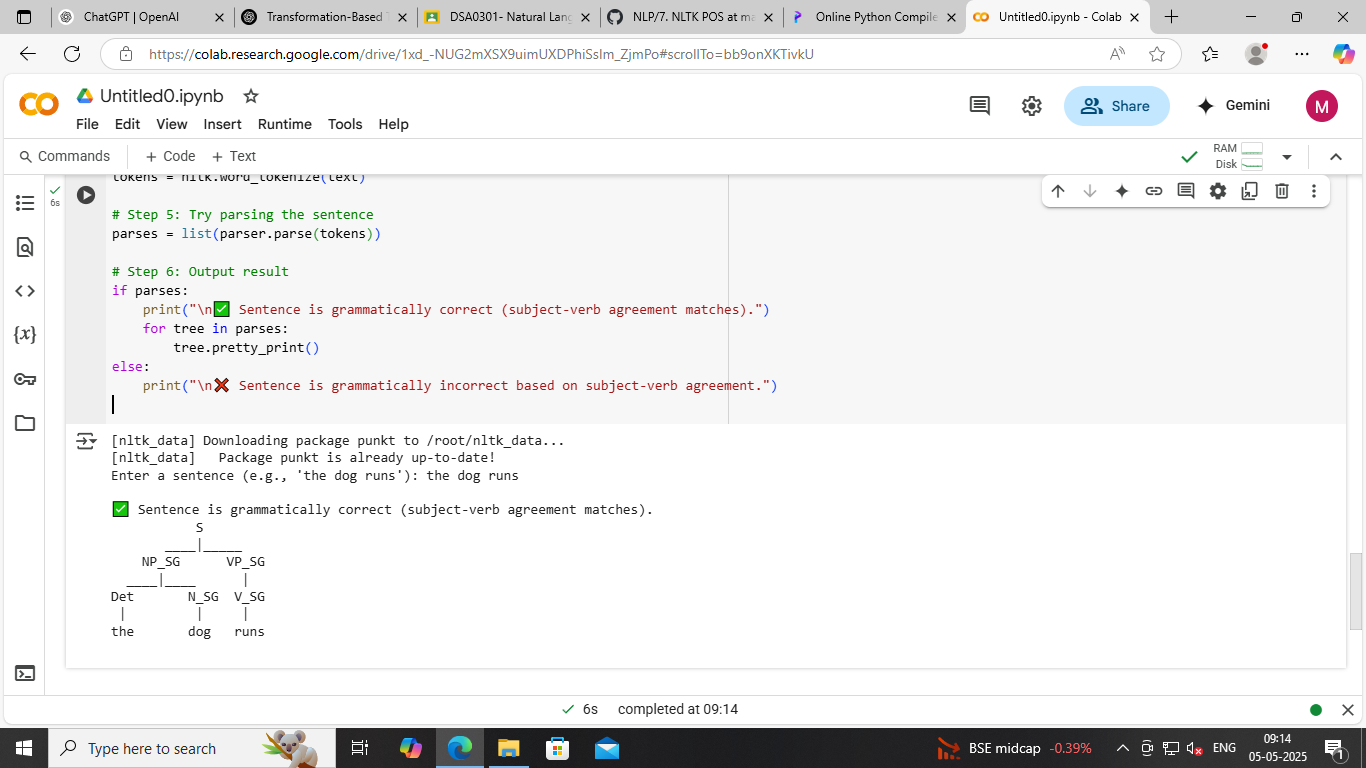 ChatGPT | OpenAI
Transformation-Based T
DSA0301- Natural Lang
NLP/7. NLTK POS at ma
Online Python Compile
Untitled0.ipynb - Colab
https://colab.research.google.com/drive/1xd_-NUG2mXSX9uimUXDPhiSsIm_ZjmPo#scrollTo=bb9onXKTivkU
Untitled0.ipynb
Share
Gemini
M
File Edit View Insert Runtime Tools Help
Commands + Code + Text
RAM
Disk
6s
tokens = nltk.word_tokenize(text)
# Step 5: Try parsing the sentence
parses = list(parser.parse(tokens))
# Step 6: Output result
if parses:
    print("\n✅ Sentence is grammatically correct (subject-verb agreement matches).")
    for tree in parses:
        tree.pretty_print()
else:
    print("\n❌ Sentence is grammatically incorrect based on subject-verb agreement.")
[nltk_data] Downloading package punkt to /root/nltk_data...
[nltk_data]   Package punkt is already up-to-date!
Enter a sentence (e.g., 'the dog runs'): the dog runs
✅ Sentence is grammatically correct (subject-verb agreement matches).
S
NP_SG VP_SG
Det N_SG V_SG
the dog runs
6s completed at 09:14
Type here to search
BSE midcap -0.39%
ENG
09:14
05-05-2025
1